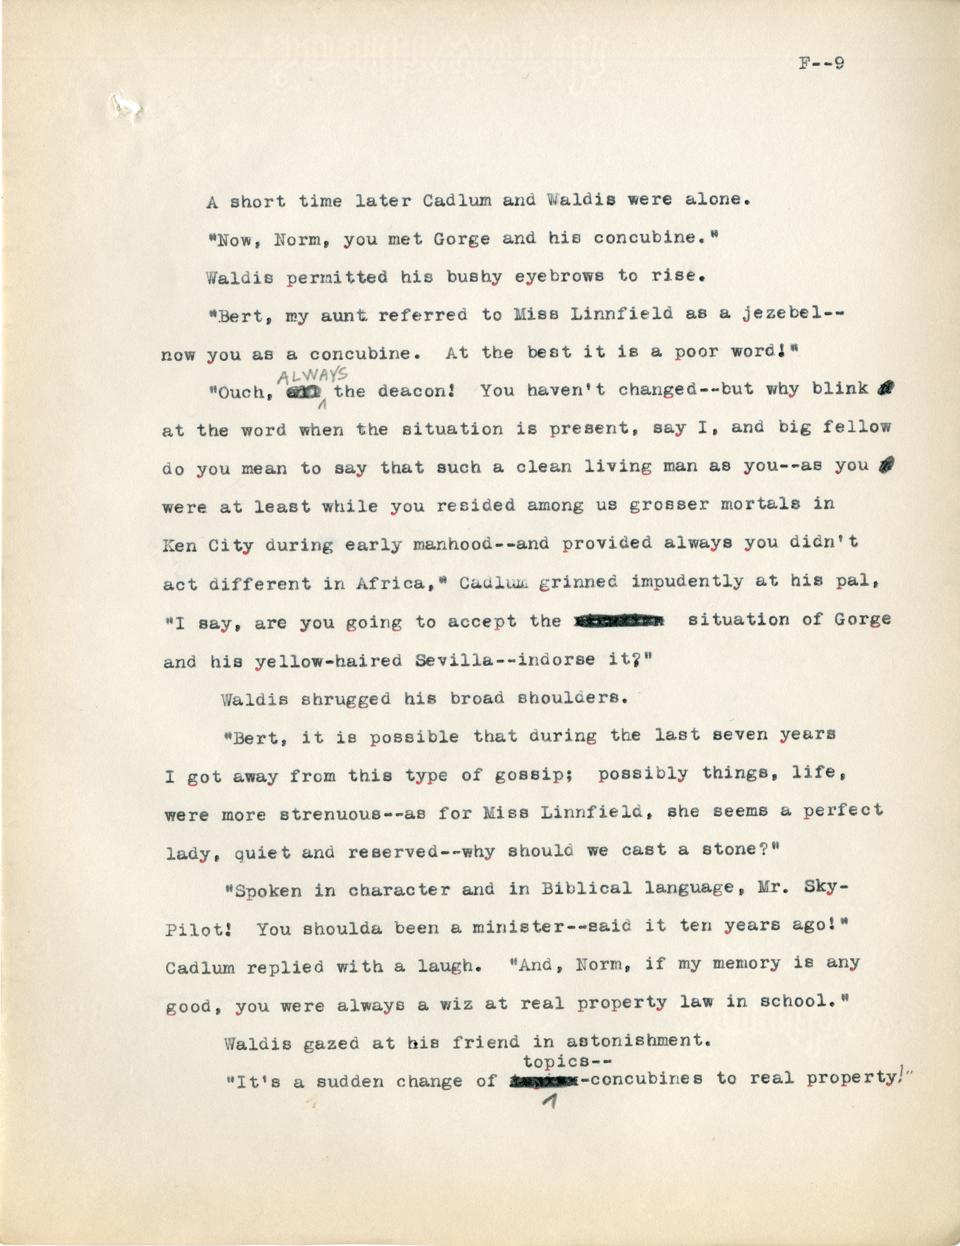 F--9
A short time later Cadlum and Waldis were alone.
"Now, Norm, you met Gorge and his concubine."
Waldis permitted his bushy eyebrows to rise.
"Bert, my aunt referred to Miss Linnfield as a jezebel--
now you as a concubine. At the best it is a poor word!"
ALWAYS
"Ouch, the deacon! You haven't changed--but why blink
at the word when the situation is present, say I, and big fellow
do you mean to say that such a clean living man as you--as you
were at least while you resided among us grosser mortals in
Ken City during early manhood--and provided always you didn't
act different in Africa," Cadlum grinned impudently at his pal,
"I say, are you going to accept the situation of Gorge
and his yellow-haired Sevilla--indorse it?"
Waldis shrugged his broad shoulders.
"Bert, it is possible that during the last seven years
I got away from this type of gossip; possibly things, life,
were more strenuous--as for Miss Linnfield, she seems a perfect
lady, quiet and reserved--why should we cast a stone?"
"Spoken in character and in Biblical language, Mr. Sky-
Pilot! You shoulda been a minister--said it ten years ago!"
Cadlum replied with a laugh. "And, Norm, if my memory is any
good, you were always a wiz at real property law in school."
Waldis gazed at his friend in astonishment.
topics--
"It's a sudden change of -concubines to real property!"